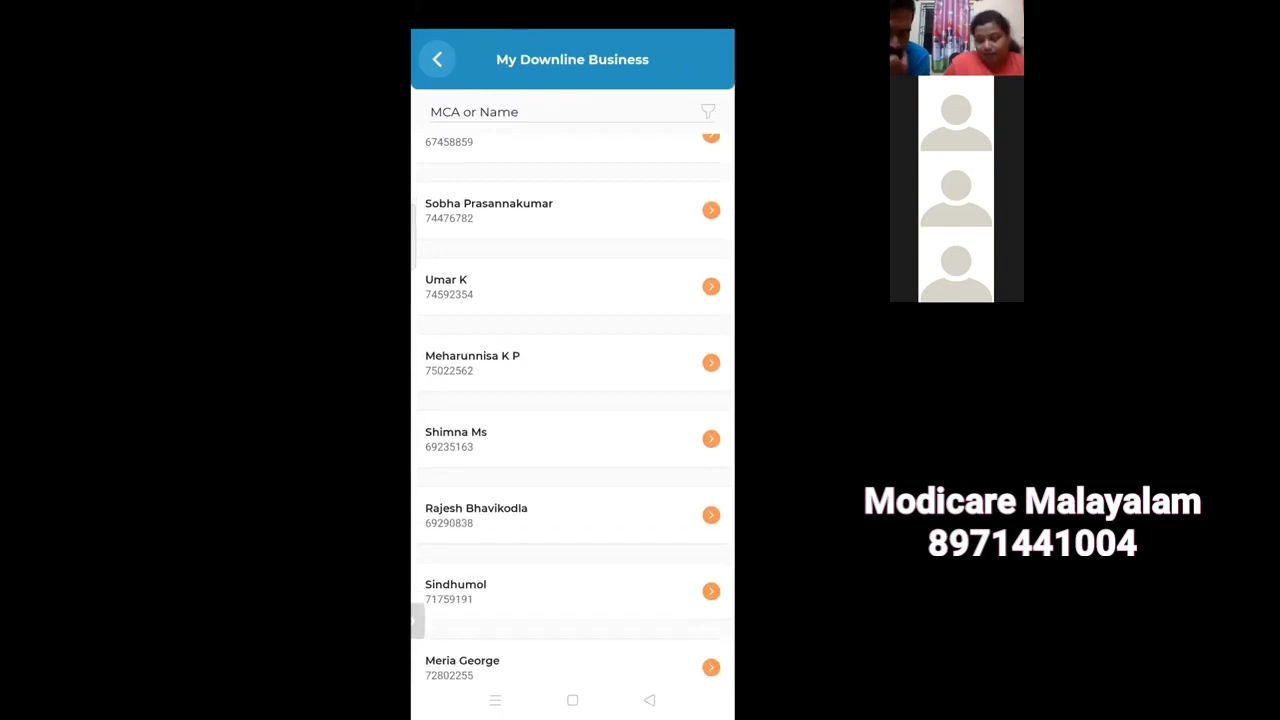 My Downline Business
MCA or Name
67458859
Sobha Prasannakumar
74476782
Umar K
74592354
Meharunnisa K P
75022562
Shimna Ms
69235163
Rajesh Bhavikodla
69290838
Sindhumol
71759191
Meria George
72802255
Modicare Malayalam
8971441004